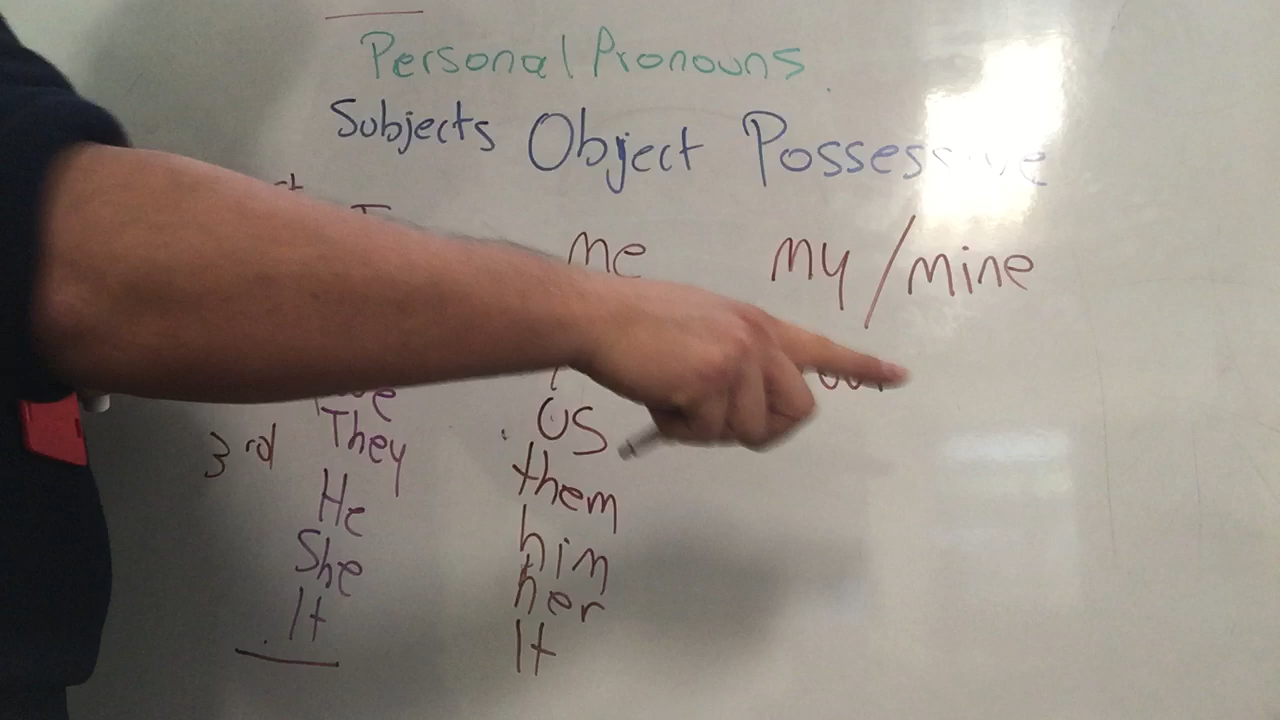 Personal Pronouns
Subjects Object Possessive
me my/mine
us
They them
3rd
He him
She her
It It